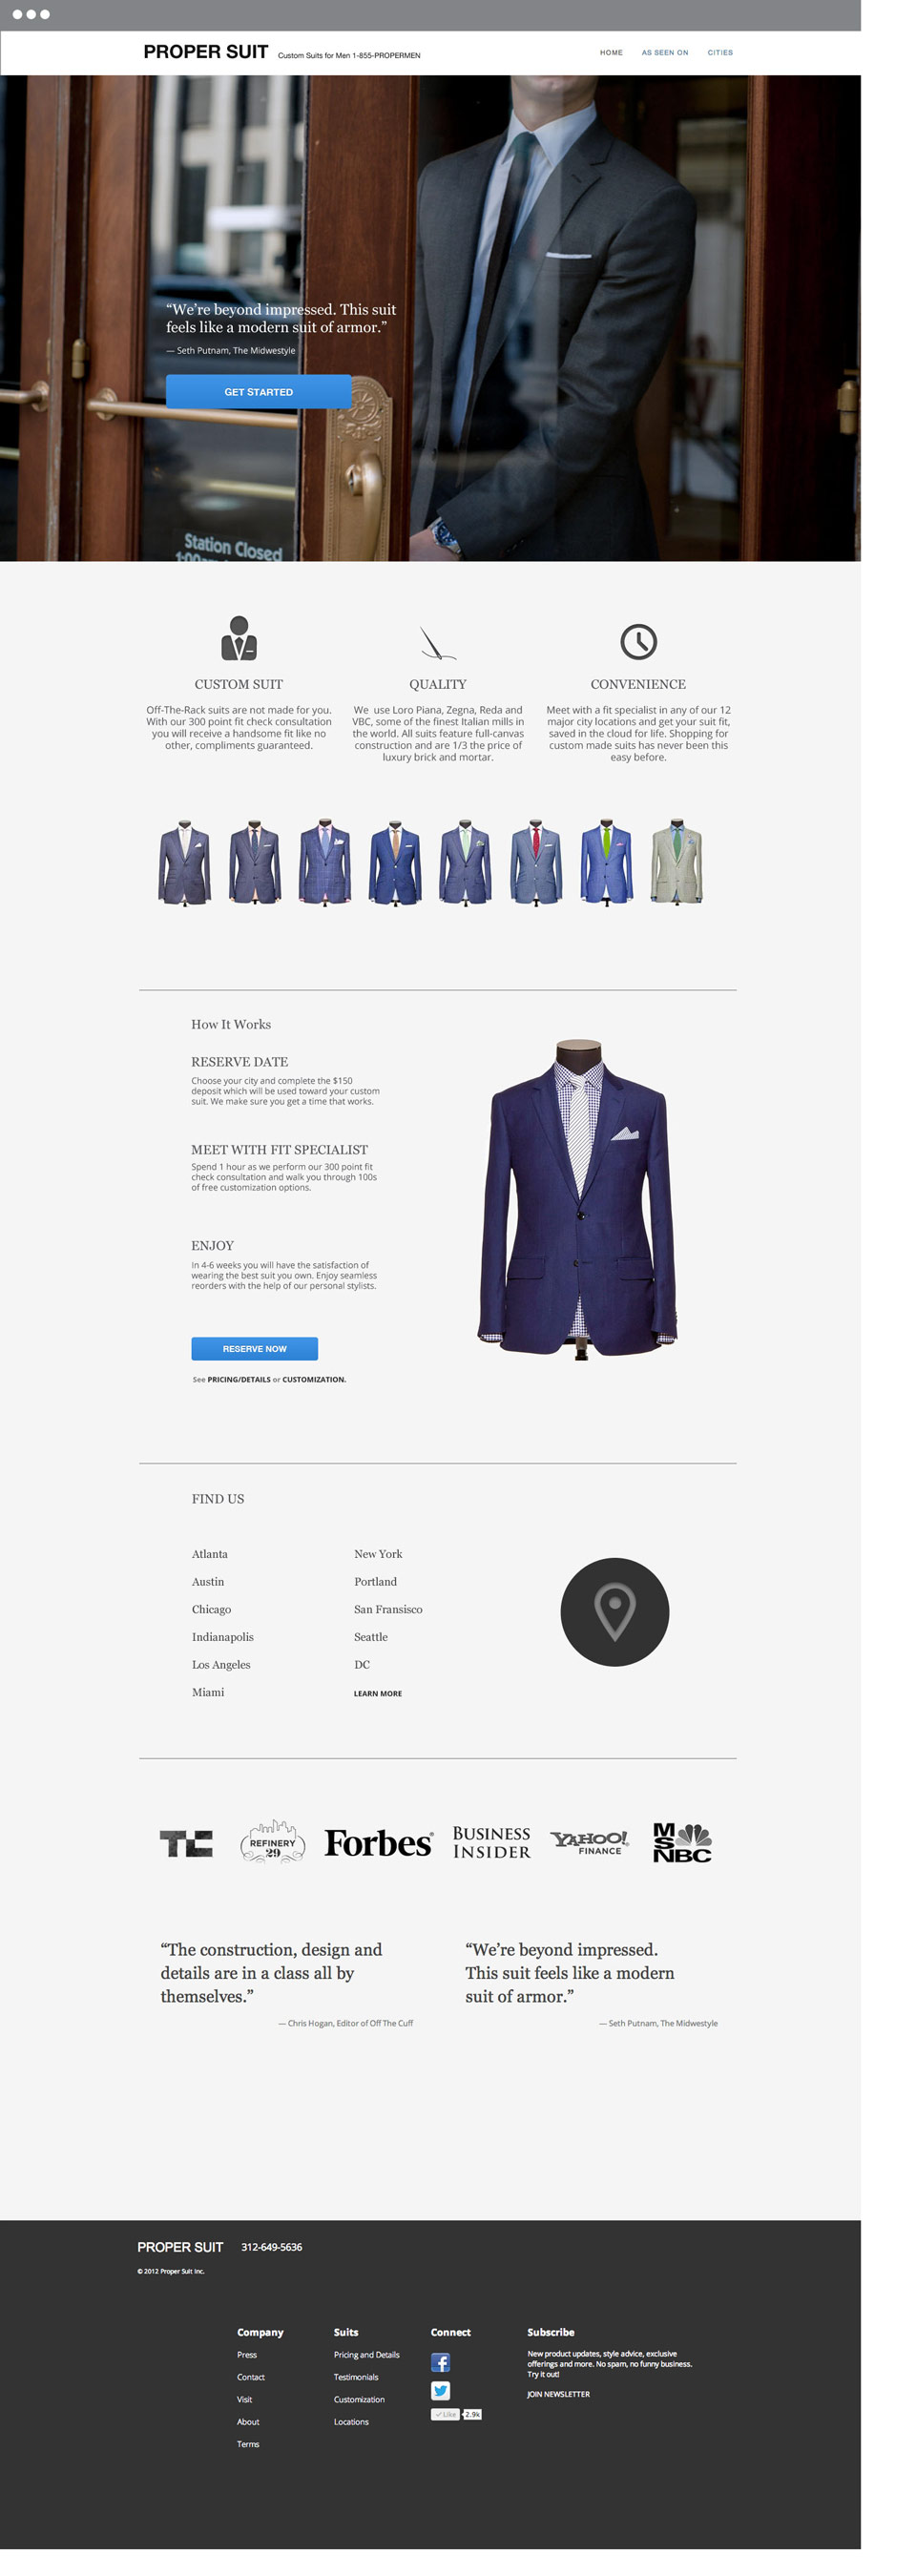 PROPER SUIT Custom Suits for Men 1-855-PROPERMEN
HOME AS SEEN ON CITIES
“We’re beyond impressed. This suit
feels like a modern suit of armor.”
— Seth Putnam, The Midwestyle
GET STARTED
Station Closed
CUSTOM SUIT
Off-The-Rack suits are not made for you.
With our 300 point fit check consultation
you will receive a handsome fit like no
other, compliments guaranteed.
QUALITY
We use Loro Piana, Zegna, Reda and
VBC, some of the finest Italian mills in
the world. All suits feature full-canvas
construction and are 1/3 the price of
luxury brick and mortar.
CONVENIENCE
Meet with a fit specialist in any of our 12
major city locations and get your suit fit,
saved in the cloud for life. Shopping for
custom made suits has never been this
easy before.
How It Works
RESERVE DATE
Choose your city and complete the $150
deposit which will be used toward your custom
suit. We make sure you get a time that works.
MEET WITH FIT SPECIALIST
Spend 1 hour as we perform our 300 point fit
check consultation and walk you through 100s
of free customization options.
ENJOY
In 4-6 weeks you will have the satisfaction of
wearing the best suit you own. Enjoy seamless
reorders with the help of our personal stylists.
RESERVE NOW
See PRICING/DETAILS or CUSTOMIZATION.
FIND US
Atlanta
Austin
Chicago
Indianapolis
Los Angeles
Miami
New York
Portland
San Fransisco
Seattle
DC
LEARN MORE
TC
REFINERY
29
Forbes®
BUSINESS
INSIDER
YAHOO!
FINANCE
M
S
NBC
“The construction, design and
details are in a class all by
themselves.”
— Chris Hogan, Editor of Off The Cuff
“We’re beyond impressed.
This suit feels like a modern
suit of armor.”
— Seth Putnam, The Midwestyle
PROPER SUIT 312-649-5636
© 2012 Proper Suit Inc.
Company
Press
Contact
Visit
About
Terms
Suits
Pricing and Details
Testimonials
Customization
Locations
Connect
Like 2.9k
Subscribe
New product updates, style advice, exclusive
offerings and more. No spam, no funny business.
Try it out!
JOIN NEWSLETTER